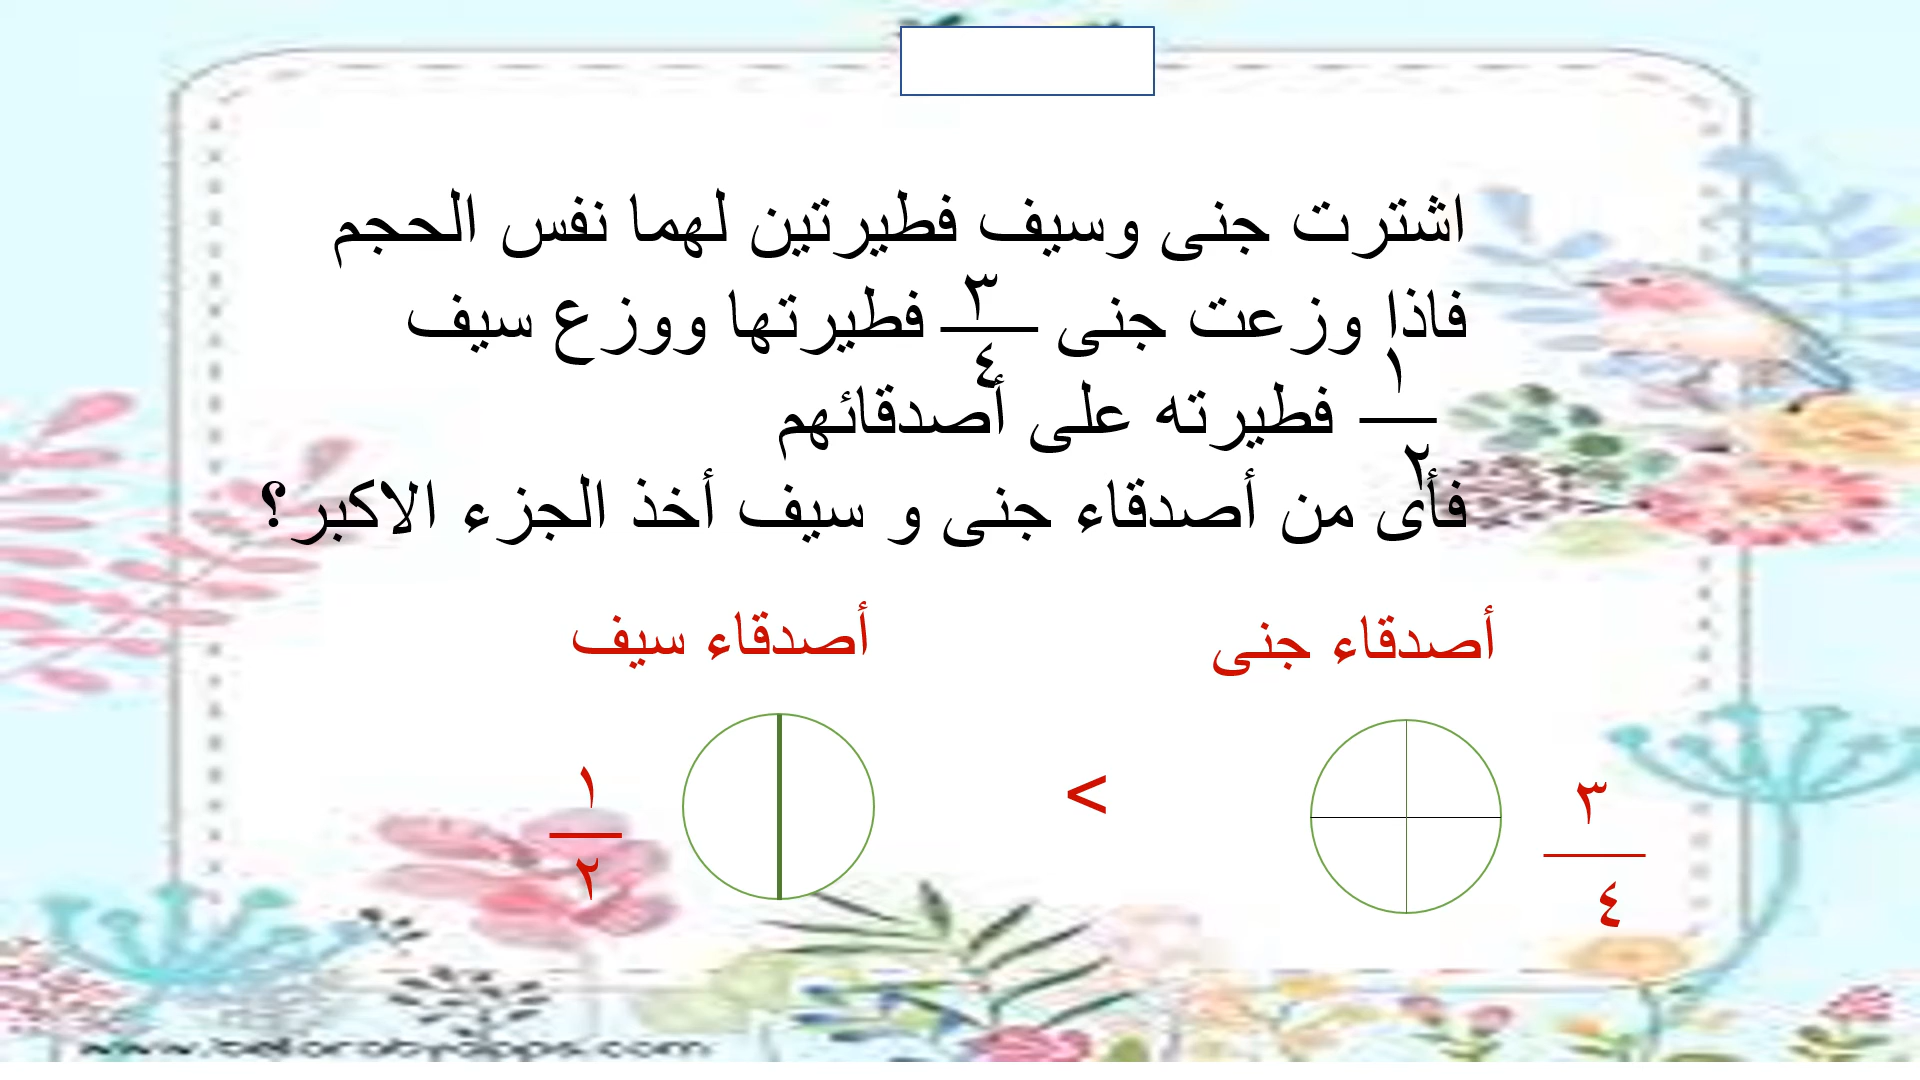 اشترت جنى وسيف فطيرتين لهما نفس الحجم
فاذا وزعت جنى ٣/٤ فطيرتها ووزع سيف
١/٢ فطيرته على أصدقائهم
فأى من أصدقاء جنى و سيف أخذ الجزء الاكبر؟
أصدقاء جنى
أصدقاء سيف
٣
٤
<
١
٢